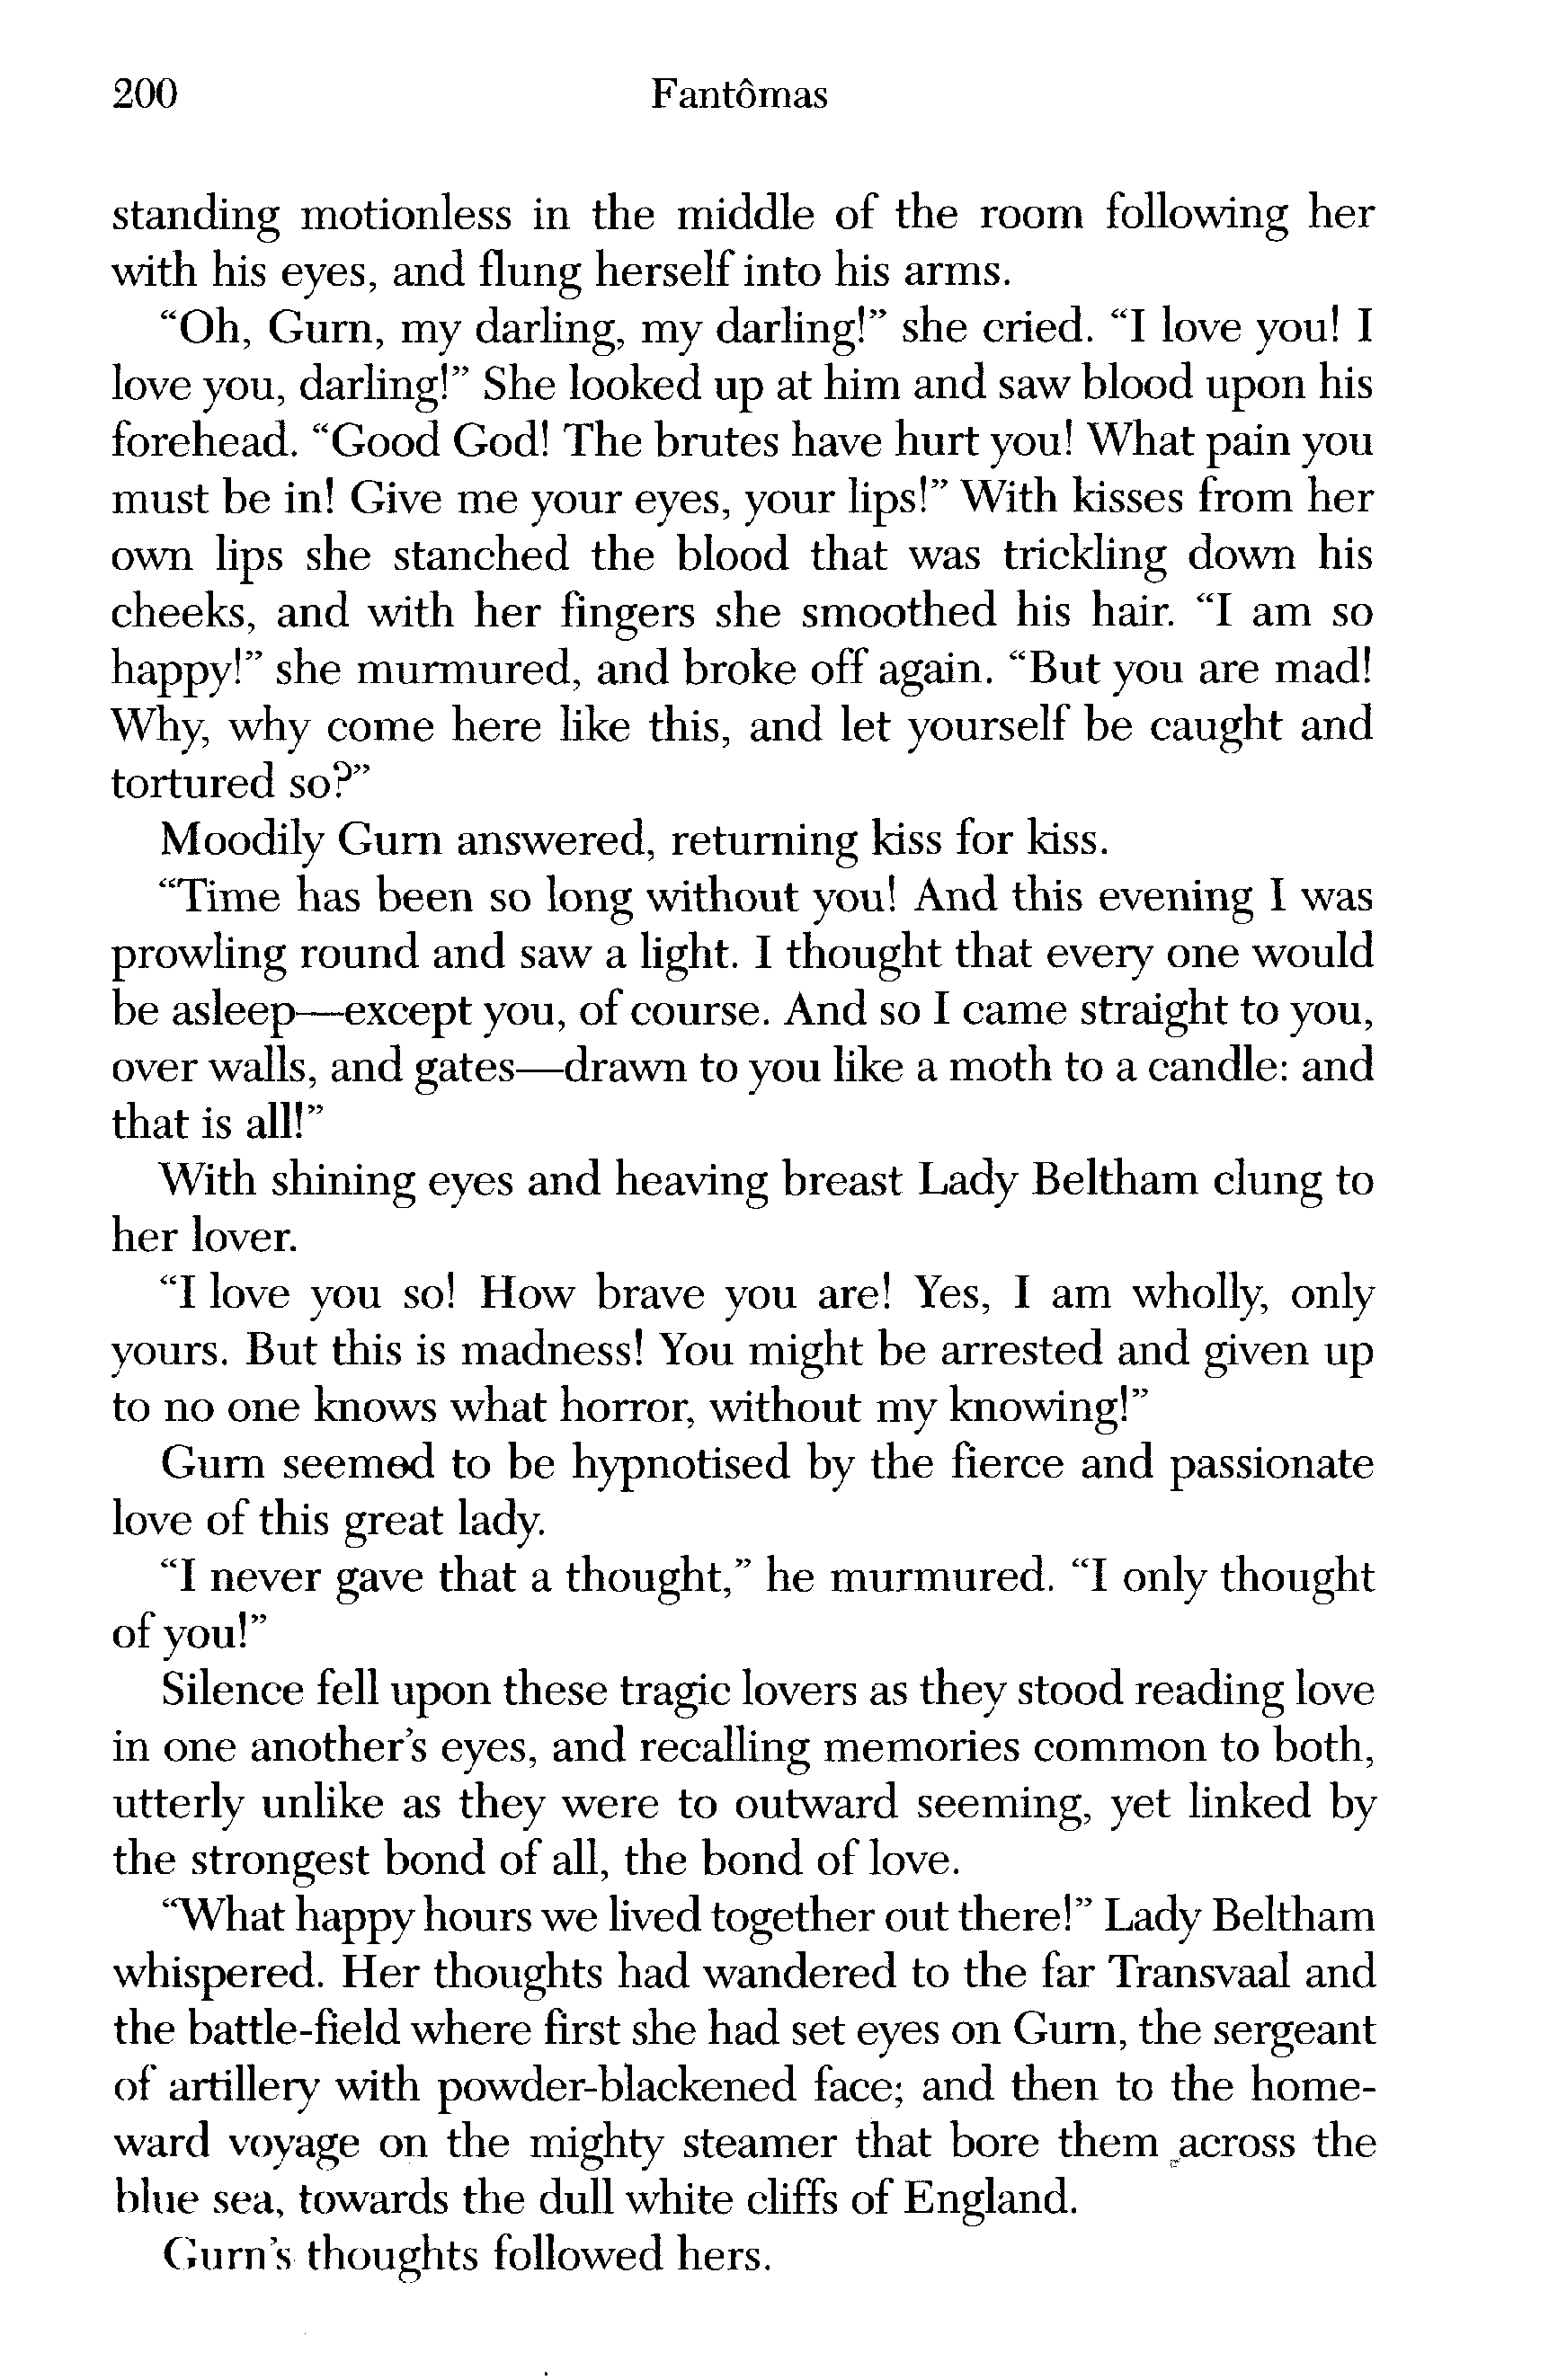 200 Fantômas
standing motionless in the middle of the room following her
with his eyes, and flung herself into his arms.
“Oh, Gurn, my darling, my darling!” she cried. “I love you! I
love you, darling!” She looked up at him and saw blood upon his
forehead. “Good God! The brutes have hurt you! What pain you
must be in! Give me your eyes, your lips!” With kisses from her
own lips she stanched the blood that was trickling down his
cheeks, and with her fingers she smoothed his hair. “I am so
happy!” she murmured, and broke off again. “But you are mad!
Why, why come here like this, and let yourself be caught and
tortured so?”
Moodily Gurn answered, returning kiss for kiss.
“Time has been so long without you! And this evening I was
prowling round and saw a light. I thought that every one would
be asleep—except you, of course. And so I came straight to you,
over walls, and gates—drawn to you like a moth to a candle: and
that is all!”
With shining eyes and heaving breast Lady Beltham clung to
her lover.
“I love you so! How brave you are! Yes, I am wholly, only
yours. But this is madness! You might be arrested and given up
to no one knows what horror, without my knowing!”
Gurn seemed to be hypnotised by the fierce and passionate
love of this great lady.
“I never gave that a thought,” he murmured. “I only thought
of you!”
Silence fell upon these tragic lovers as they stood reading love
in one another’s eyes, and recalling memories common to both,
utterly unlike as they were to outward seeming, yet linked by
the strongest bond of all, the bond of love.
“What happy hours we lived together out there!” Lady Beltham
whispered. Her thoughts had wandered to the far Transvaal and
the battle-field where first she had set eyes on Gurn, the sergeant
of artillery with powder-blackened face; and then to the home-
ward voyage on the mighty steamer that bore them across the
blue sea, towards the dull white cliffs of England.
Gurn’s thoughts followed hers.